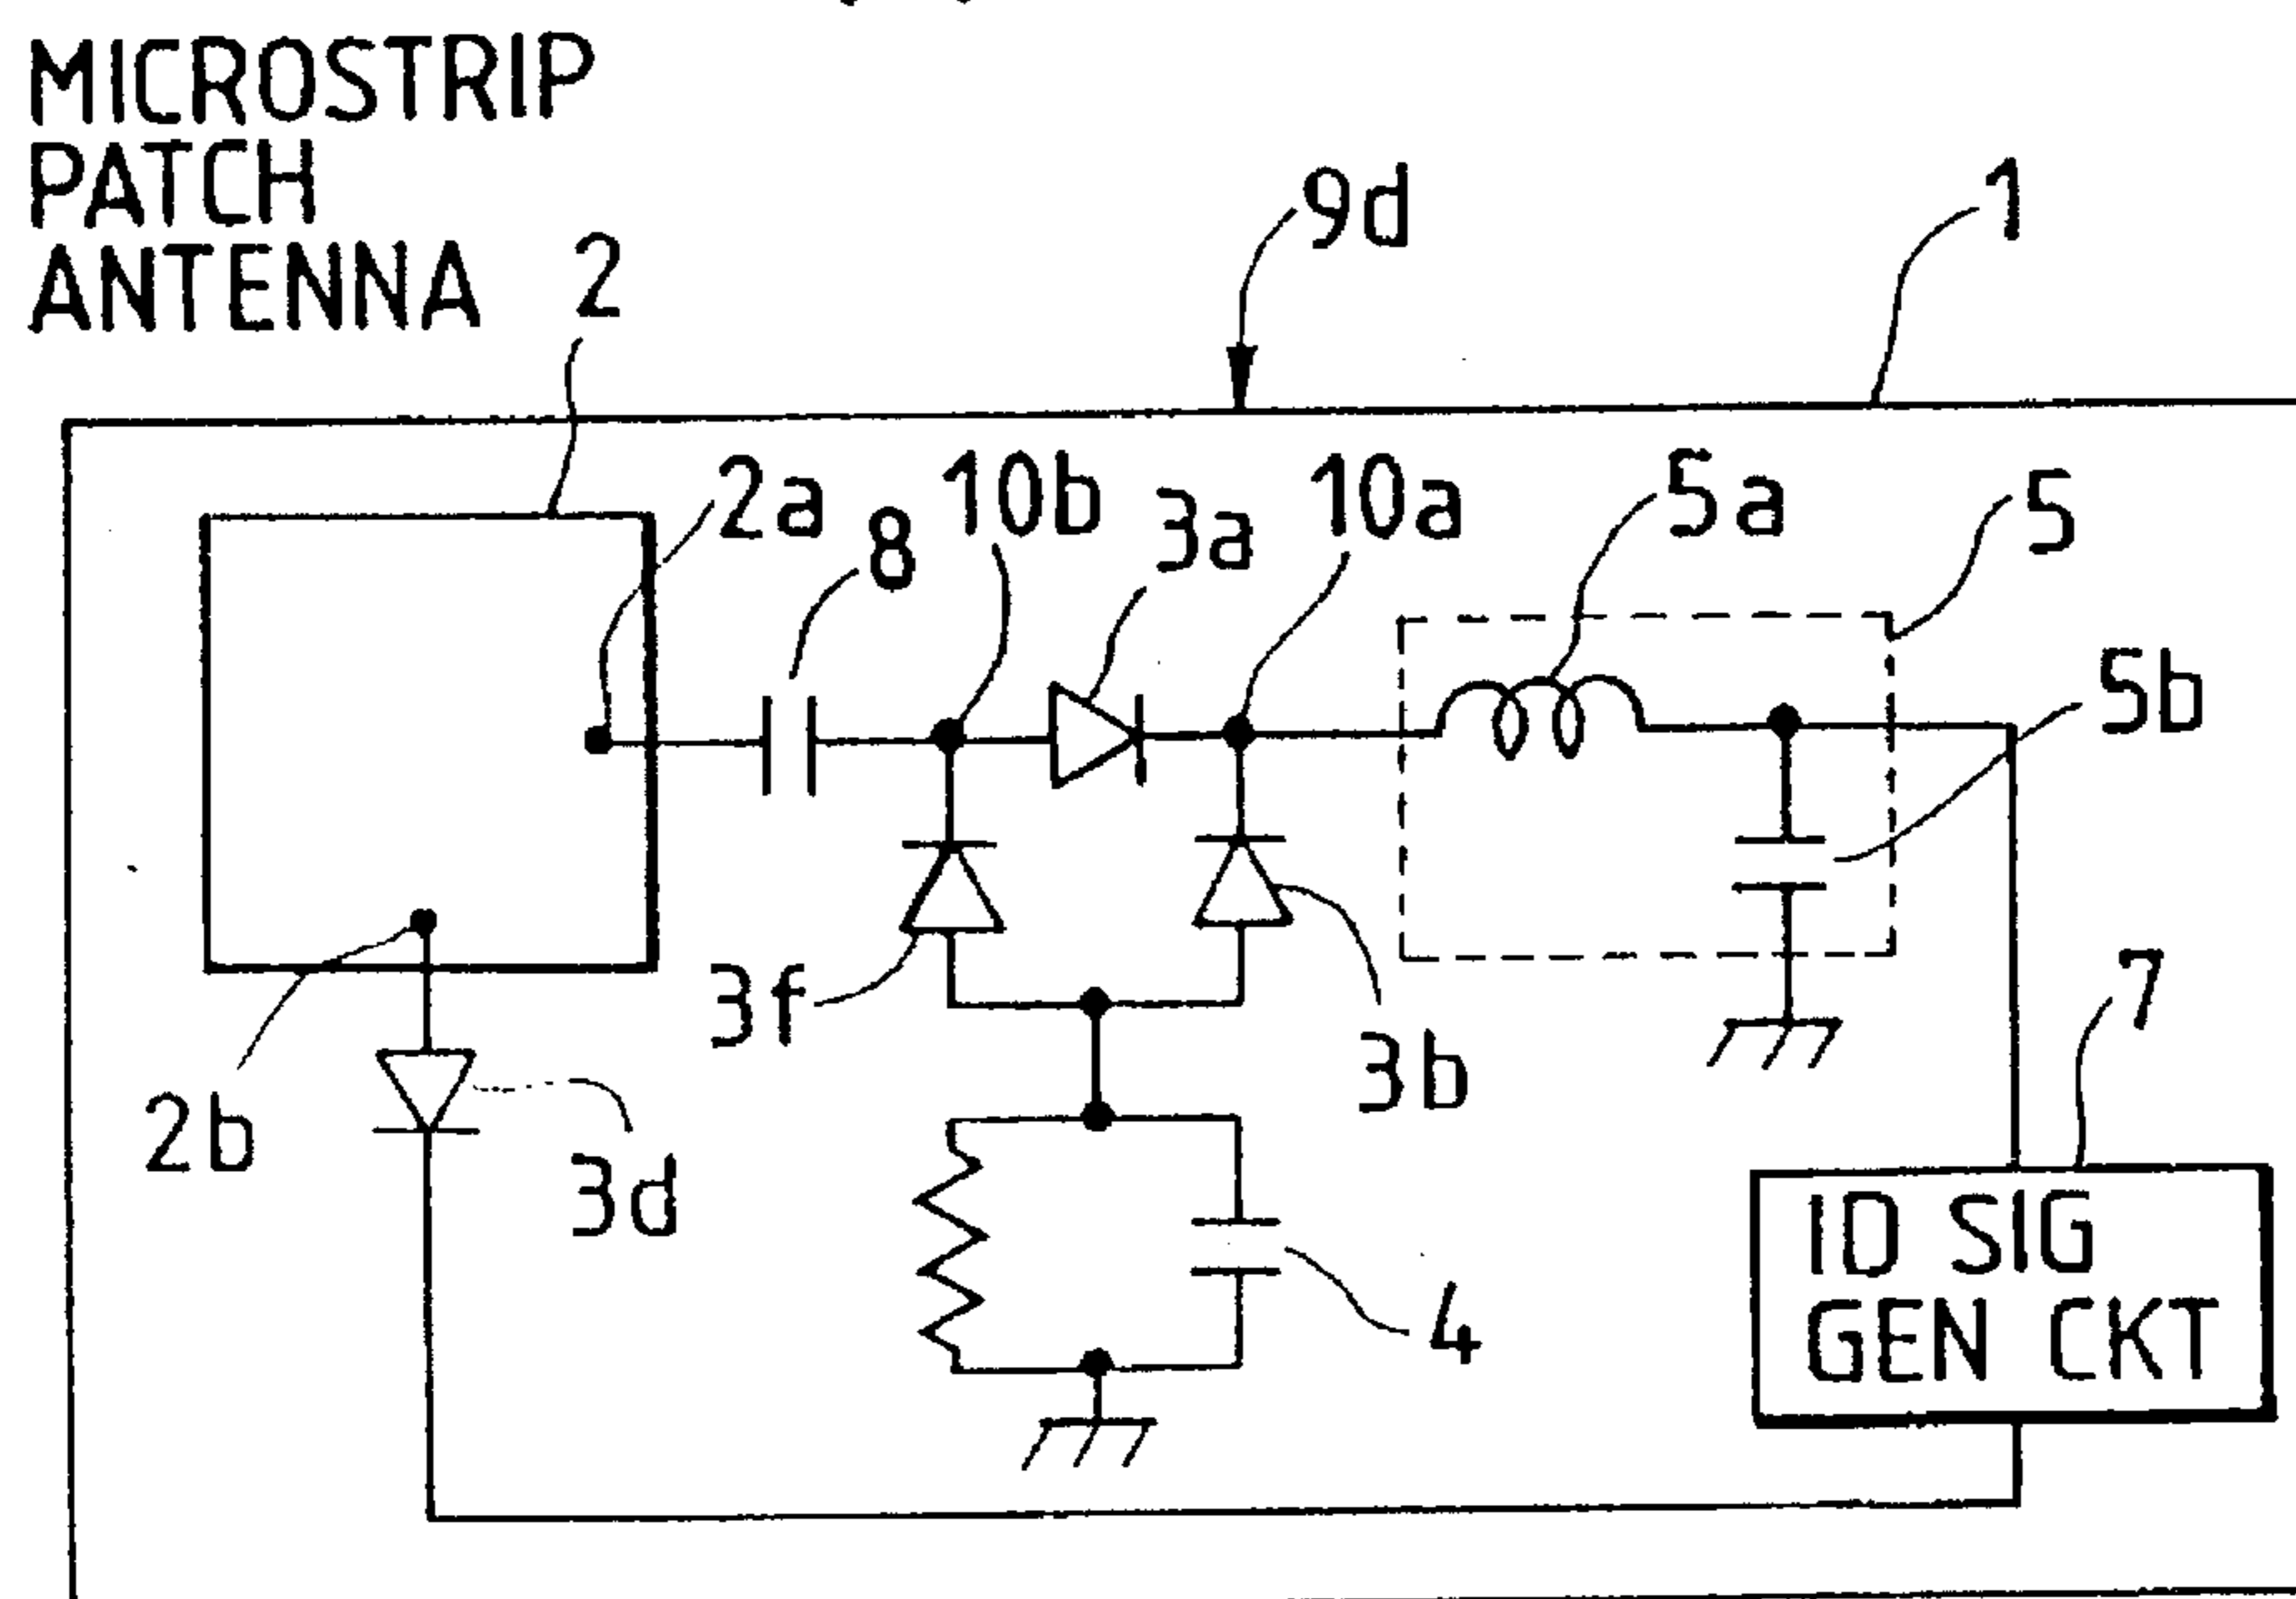 MICROSTRIP
PATCH
ANTENNA 2
9d
1
2a
8
10b
3a
10a
5a
5
5b
3f
3b
7
2b
3d
4
ID SIG
GEN CKT